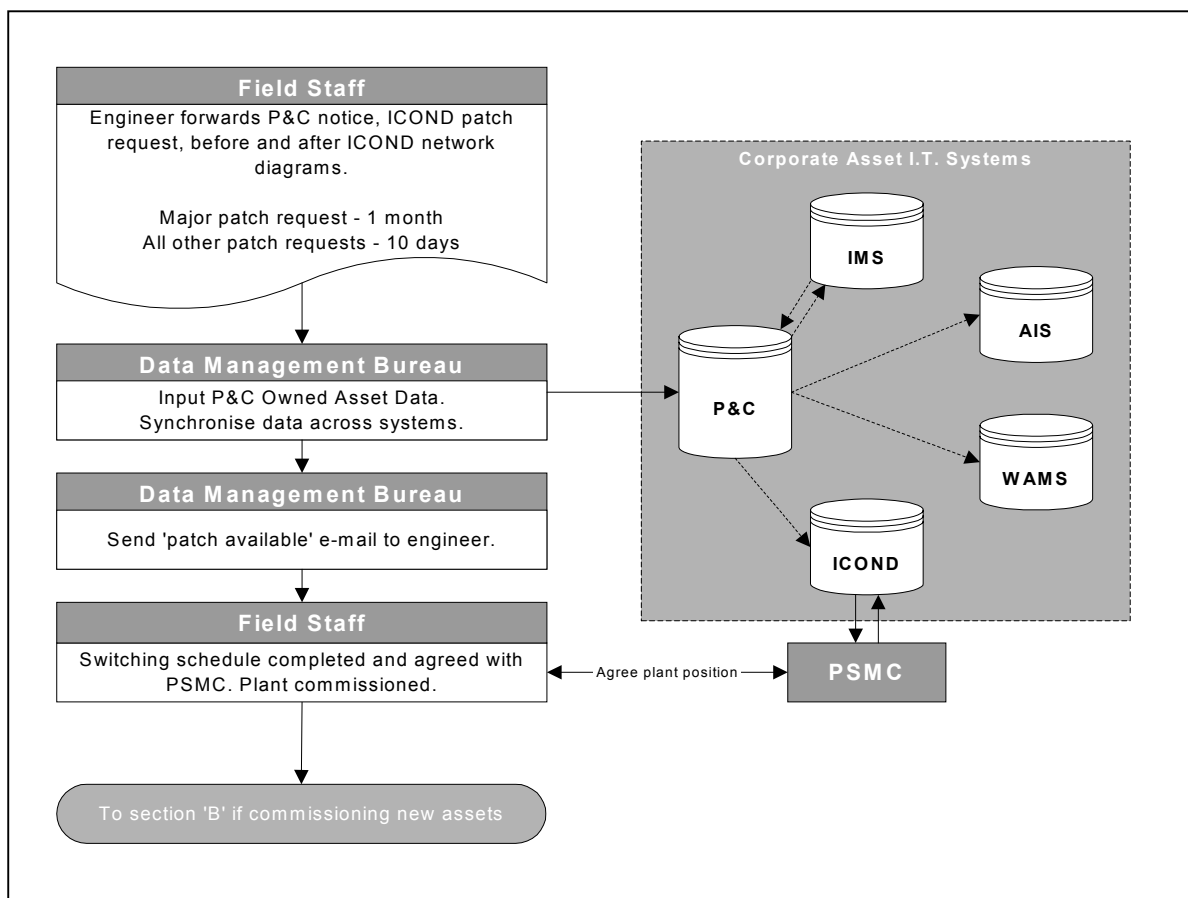 Field Staff
Engineer forwards P&C notice, ICOND patch
request, before and after ICOND network
diagrams.
Major patch request - 1 month
All other patch requests - 10 days
Data Management Bureau
Input P&C Owned Asset Data.
Synchronise data across systems.
Data Management Bureau
Send 'patch available' e-mail to engineer.
Field Staff
Switching schedule completed and agreed with
PSMC. Plant commissioned.
To section 'B' if commissioning new assets
Agree plant position
Corporate Asset I.T. Systems
IMS
AIS
P&C
WAMS
ICOND
PSMC